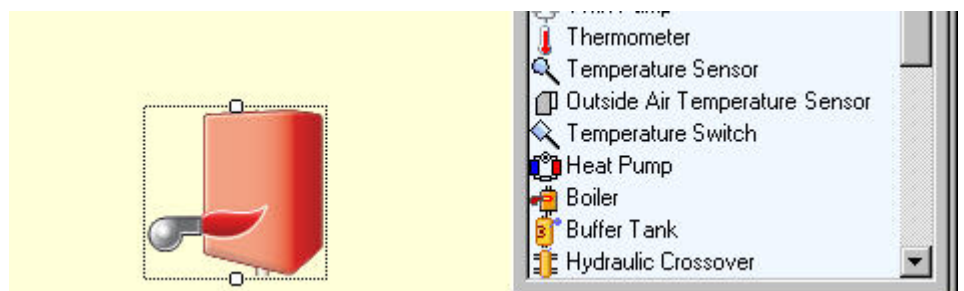 Thermometer
Temperature Sensor
Outside Air Temperature Sensor
Temperature Switch
Heat Pump
Boiler
Buffer Tank
Hydraulic Crossover